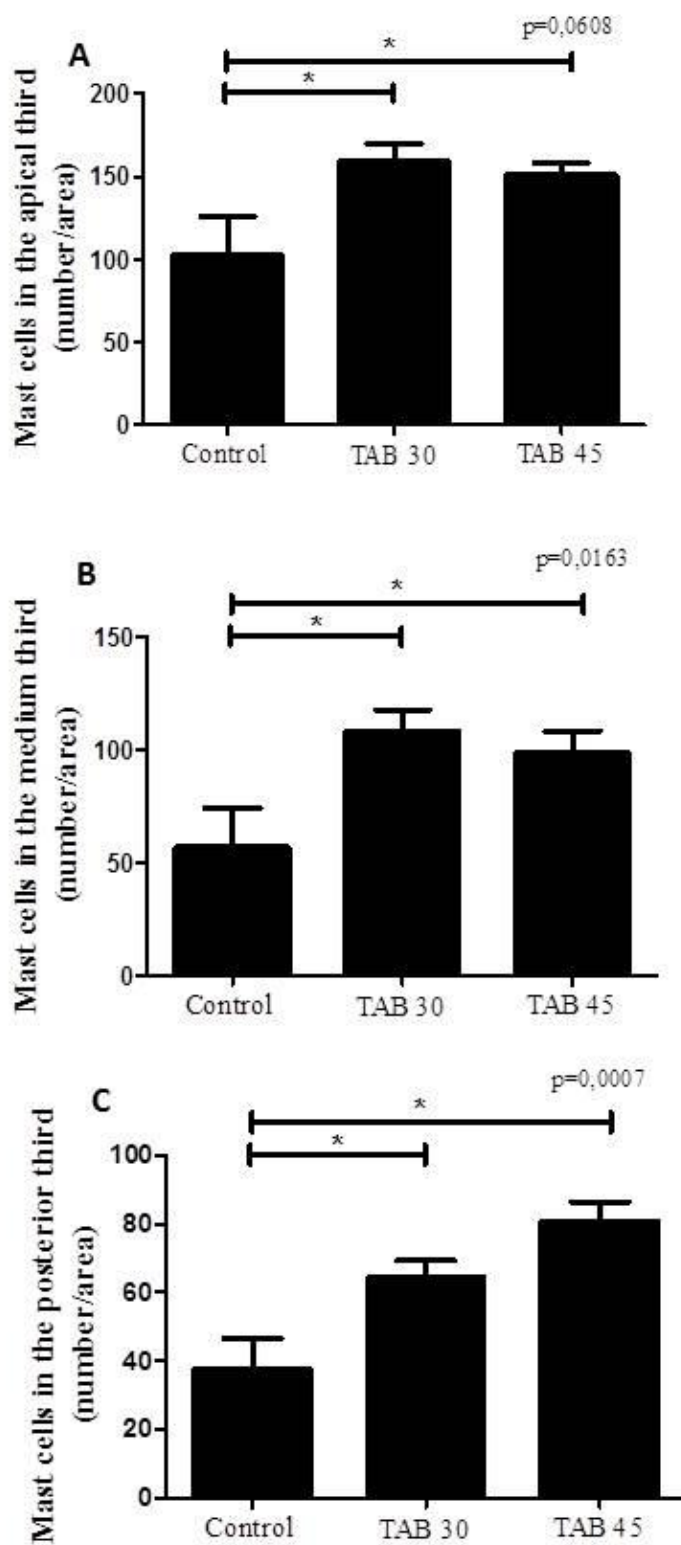 A
p=0,0608
*
*
Mast cells in the apical third
(number/area)
200
150
100
50
0
Control TAB 30 TAB 45
B
p=0,0163
*
*
Mast cells in the medium third
(number/area)
150
100
50
0
Control TAB 30 TAB 45
C
p=0,0007
*
*
Mast cells in the posterior third
(number/area)
100
80
60
40
20
0
Control TAB 30 TAB 45